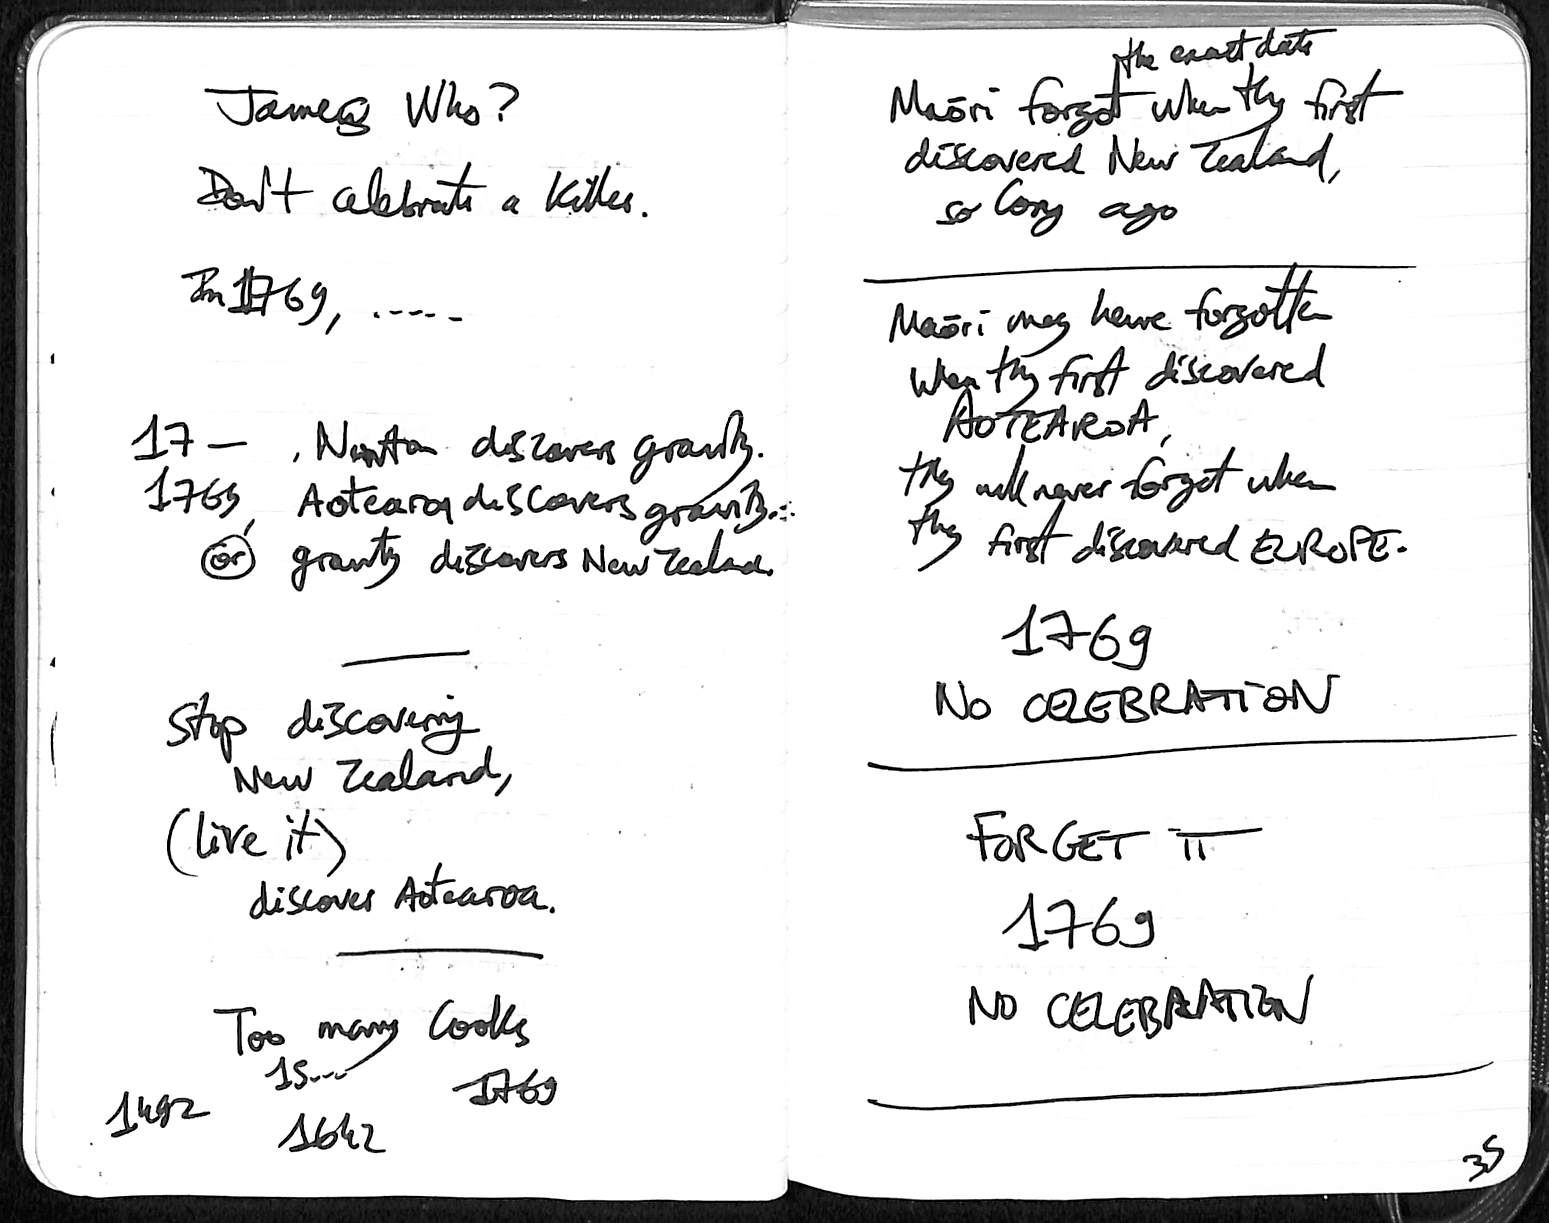 James Who?
Don't celebrate a killer.
In 1769, .....
17— , Newton discovers gravity.
1769, Aotearoa discovers gravity.
or gravity discovers New Zealand.
Stop discovering
New Zealand,
(live it)
discover Aotearoa.
Too many Cooks
15....
1769
1492
1642
the exact date
Maōri forgot when they first
discovered New Zealand,
so long ago
Maōri may have forgotten
when they first discovered
AOTEAROA,
they will never forget when
they first discovered EUROPE.
1769
NO CELEBRATION
FORGET IT
1769
NO CELEBRATION
35